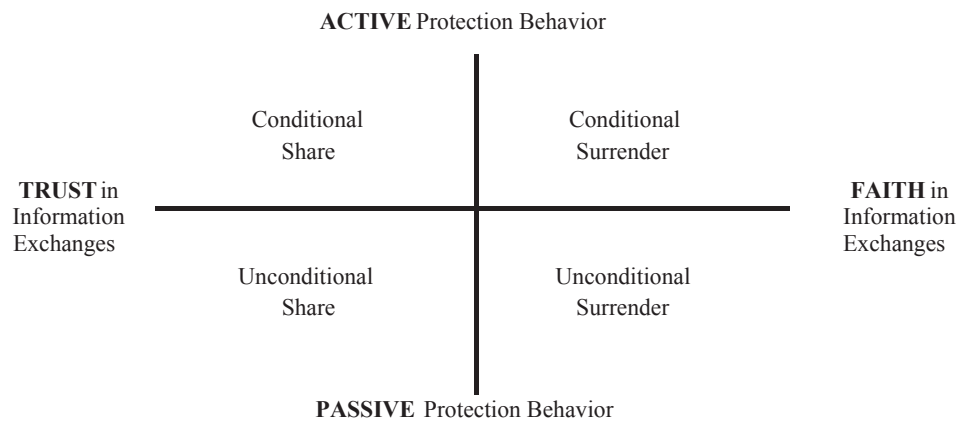 ACTIVE Protection Behavior
Conditional
Share
Conditional
Surrender
TRUST in
Information
Exchanges
FAITH in
Information
Exchanges
Unconditional
Share
Unconditional
Surrender
PASSIVE Protection Behavior